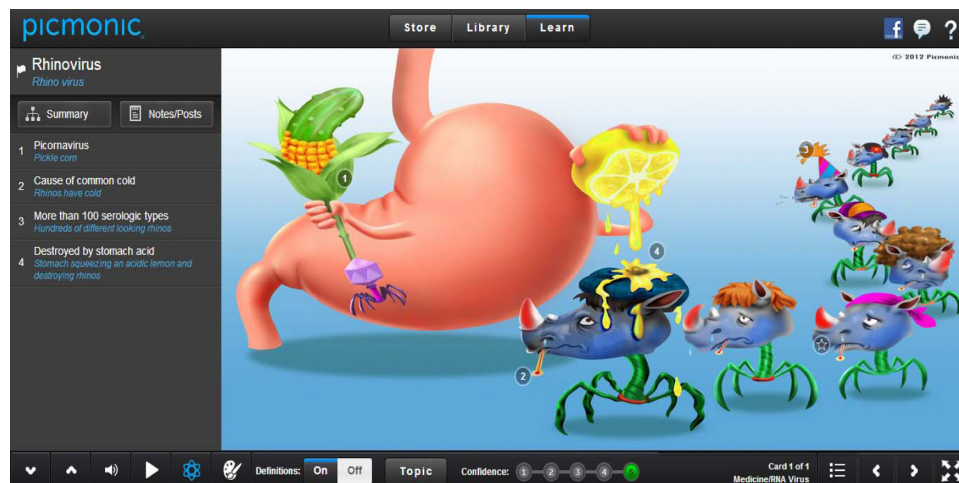 picmonic
Store
Library
Learn
f
?
© 2012 Picmonic
Rhinovirus
Rhino virus
Summary
Notes/Posts
1 Picornavirus
Pickle corn
2 Cause of common cold
Rhinos have cold
3 More than 100 serologic types
Hundreds of different looking rhinos
4 Destroyed by stomach acid
Stomach squeezing an acidic lemon and
destroying rhinos
1
3
4
2
Definitions: On Off
Topic
Confidence: 1 2 3 4 5
Card 1 of 1
Medicine/RNA Virus